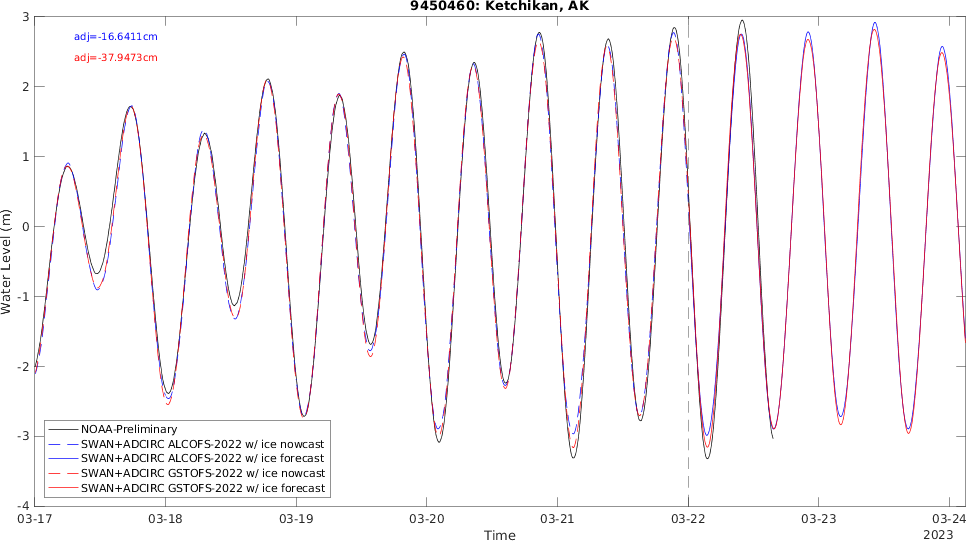 9450460: Ketchikan, AK
adj=-16.6411cm
adj=-37.9473cm
3
2
1
0
-1
-2
-3
-4
Water Level (m)
NOAA-Preliminary
SWAN+ADCIRC ALCOFS-2022 w/ ice nowcast
SWAN+ADCIRC ALCOFS-2022 w/ ice forecast
SWAN+ADCIRC GSTOFS-2022 w/ ice nowcast
SWAN+ADCIRC GSTOFS-2022 w/ ice forecast
03-17 03-18 03-19 03-20 03-21 03-22 03-23 03-24
Time
2023